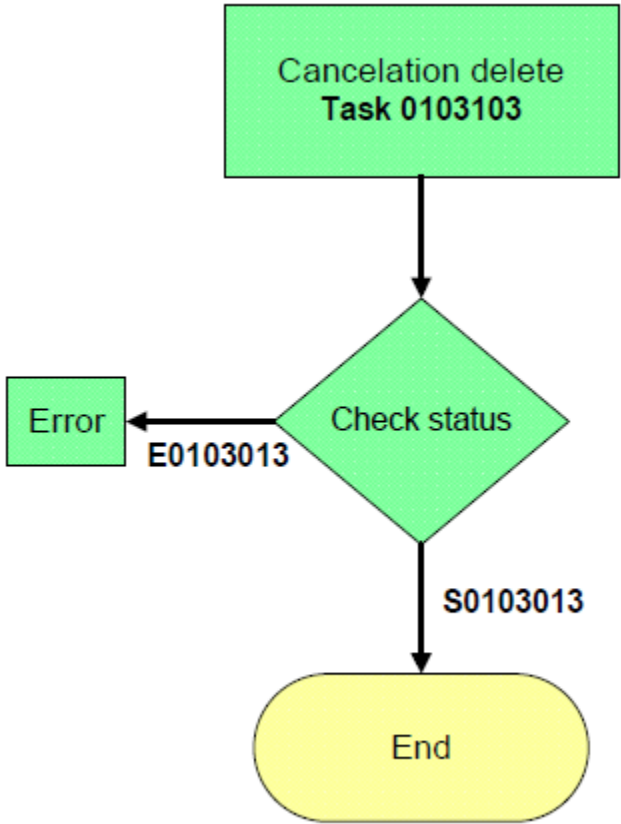 Cancelation delete
Task 0103103
Check status
Error
E0103013
S0103013
End